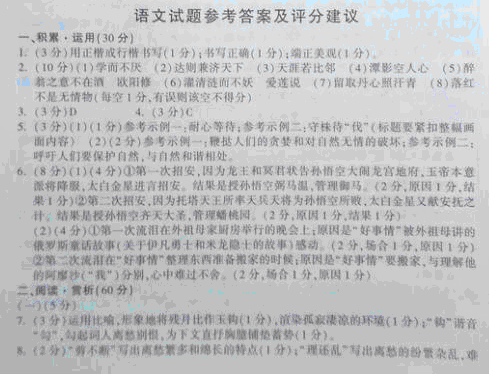 语文试题参考答案及评分建议
一、积累·运用(30分)
1. (3分)用正楷或行楷书写(1分);书写正确(1分);端正美观(1分)。
2. (10分)(1)学而不厌 (2)达则兼济天下 (3)天涯若比邻 (4)潭影空人心 (5)醉
翁之意不在酒 欧阳修 (6)濯清涟而不妖 爱莲说 (7)留取丹心照汗青 (8)落红
不是无情物(每空1分,有误则该空不得分)
3. (3分)D 4. (3分)C
5. (3分)(1)(1分)参考示例一:耐心等待;参考示例二:守株待“伐”(标题要紧扣整幅画
面内容) (2)(2分)参考示例一:鞭挞人们的贪婪和对自然无情的破坏;参考示例二:
呼吁人们要保护自然,与自然和谐相处。
6. (8分)(1)(4分)①第一次招安,因为龙王和冥君状告孙悟空大闹龙宫地府,玉帝本意
派将降服,太白金星进言招安。结果是授孙悟空弼马温,管理御马。(2分,原因1分,结
果1分)②第二次招安,因为托塔天王所率天兵天将为孙悟空所败,太白金星又献安抚之
计。结果是授孙悟空齐天大圣,管理蟠桃园。(2分,原因1分,结果1分)
(2)(4分)①第一次流泪在外祖母家厨房举行的晚会上;原因是“好事情”被外祖母讲的
俄罗斯童话故事(关于伊凡勇士和米龙隐士的故事)感动。(2分,场合1分,原因1分)
②第二次流泪在“好事情”整理东西准备搬家的时候;原因是“好事情”要搬家,与理解他
的阿廖沙(“我”)分别,心中难过不舍。(2分,场合1分,原因1分)
二、阅读·赏析(60分)
(一)(5分)
7. (3分)运用比喻,形象地将残月比作玉钩(1分),渲染孤寂凄凉的环境(1分);“钩”谐音
“勾”,勾起词人离愁别恨,为下文直抒胸臆铺垫蓄势(1分)。
8. (2分)“剪不断”写出离愁繁多和绵长的特点(1分);“理还乱”写出离愁的纷繁杂乱,难